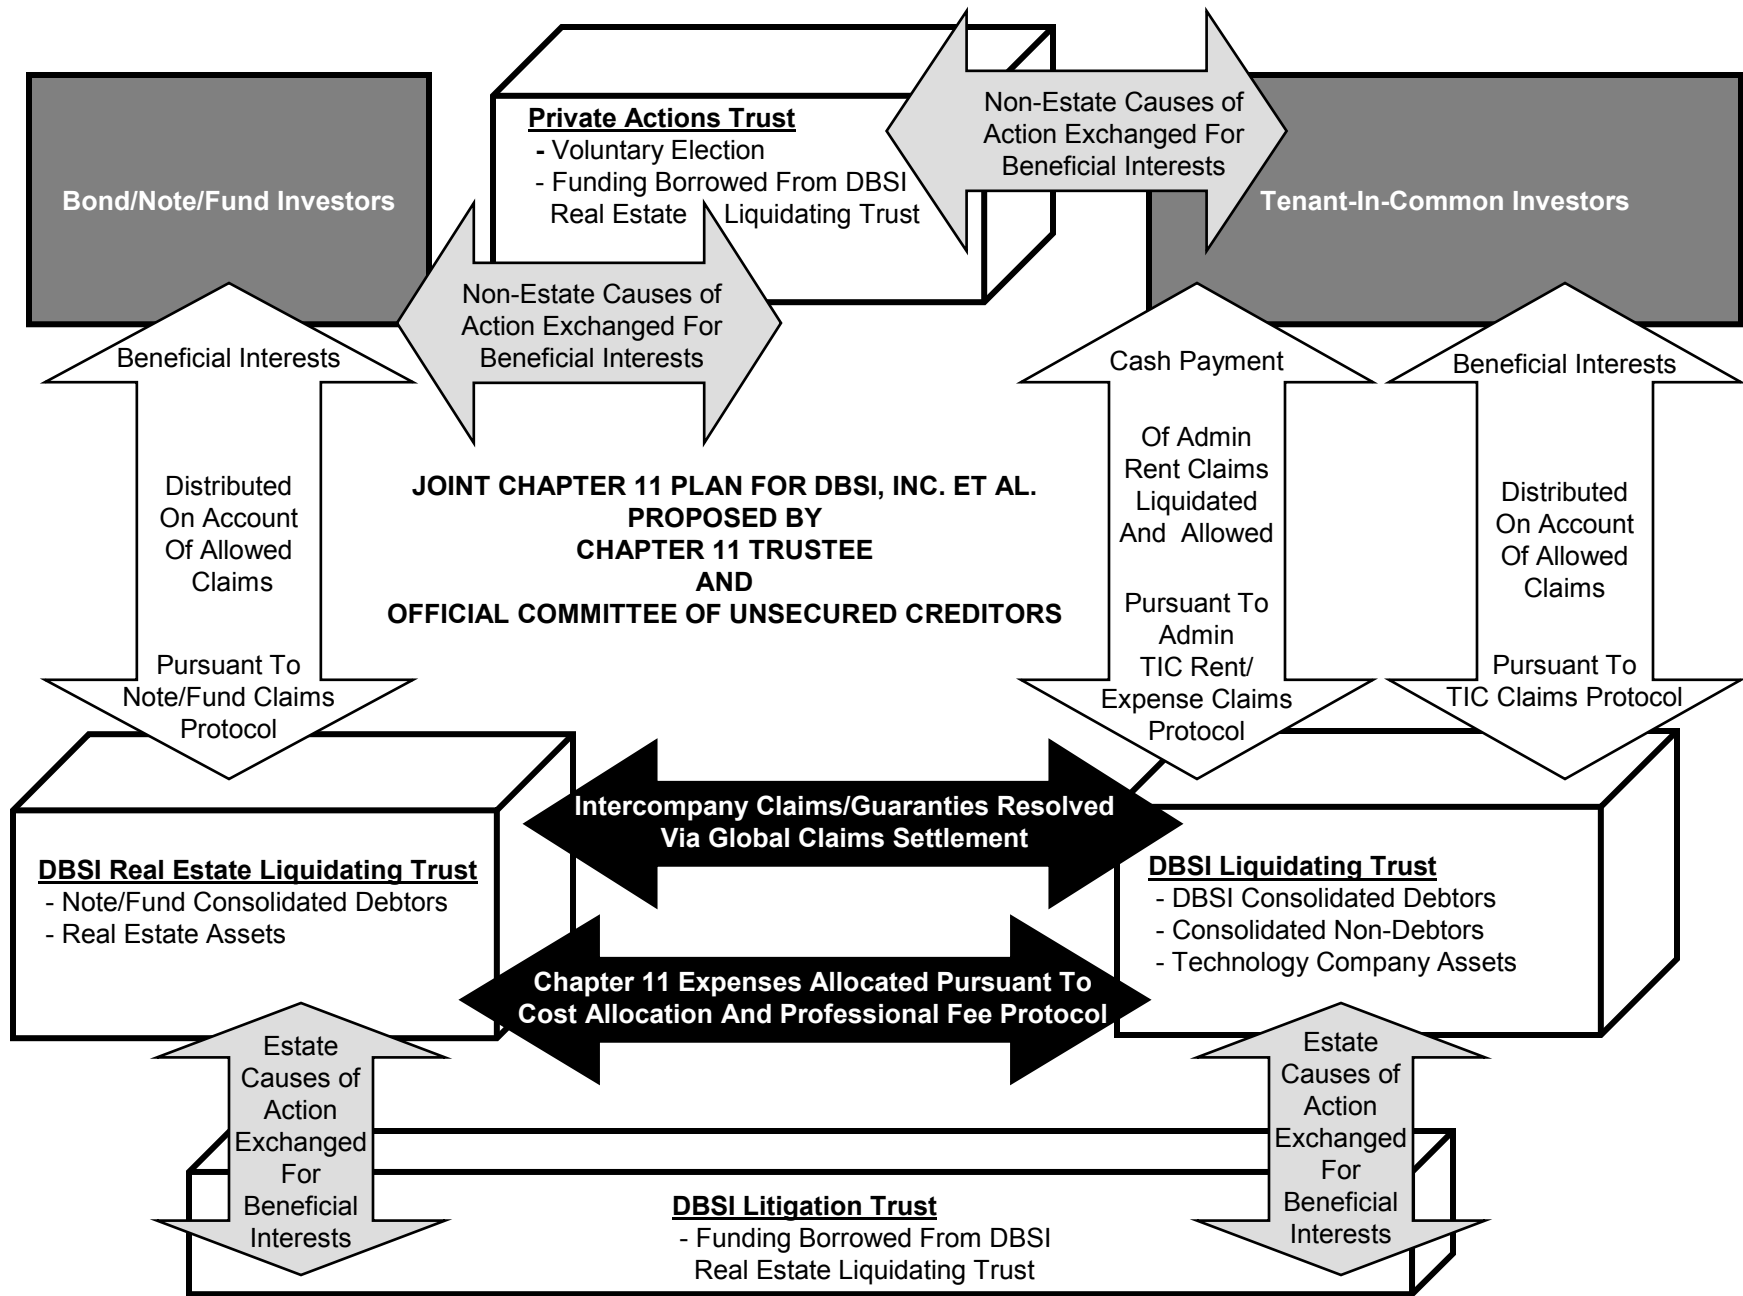 Private Actions Trust
- Voluntary Election
- Funding Borrowed From DBSI
Real Estate Liquidating Trust
Non-Estate Causes of
Action Exchanged For
Beneficial Interests
Bond/Note/Fund Investors
Tenant-In-Common Investors
Non-Estate Causes of
Action Exchanged For
Beneficial Interests
Beneficial Interests
Distributed
On Account
Of Allowed
Claims
Pursuant To
Note/Fund Claims
Protocol
JOINT CHAPTER 11 PLAN FOR DBSI, INC. ET AL.
PROPOSED BY
CHAPTER 11 TRUSTEE
AND
OFFICIAL COMMITTEE OF UNSECURED CREDITORS
Cash Payment
Of Admin
Rent Claims
Liquidated
And Allowed
Pursuant To
Admin
TIC Rent/
Expense Claims
Protocol
Beneficial Interests
Distributed
On Account
Of Allowed
Claims
Pursuant To
TIC Claims Protocol
Intercompany Claims/Guaranties Resolved
Via Global Claims Settlement
DBSI Real Estate Liquidating Trust
- Note/Fund Consolidated Debtors
- Real Estate Assets
DBSI Liquidating Trust
- DBSI Consolidated Debtors
- Consolidated Non-Debtors
- Technology Company Assets
Chapter 11 Expenses Allocated Pursuant To
Cost Allocation And Professional Fee Protocol
Estate
Causes of
Action
Exchanged
For
Beneficial
Interests
Estate
Causes of
Action
Exchanged
For
Beneficial
Interests
DBSI Litigation Trust
- Funding Borrowed From DBSI
Real Estate Liquidating Trust